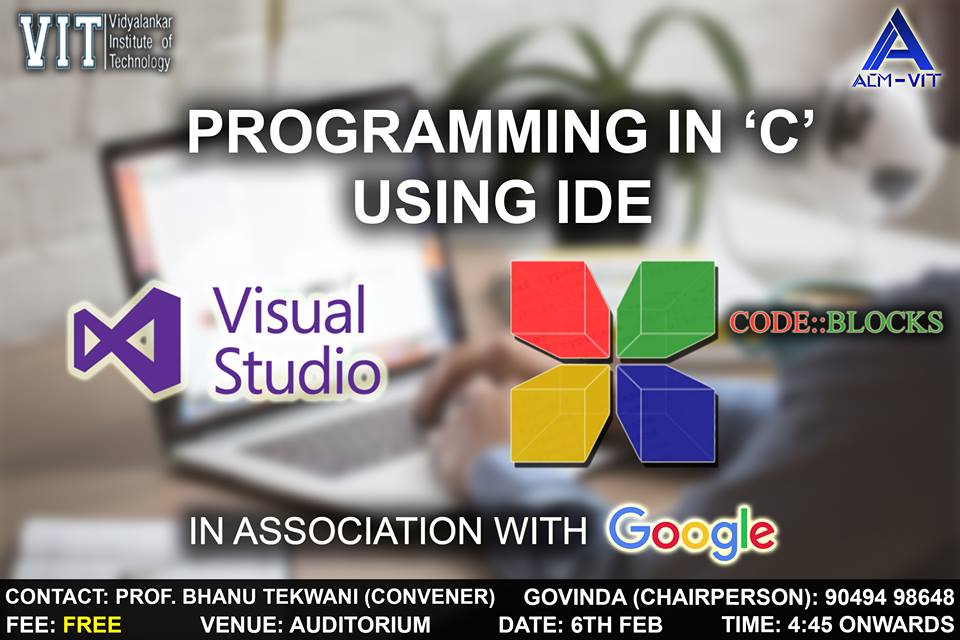 VIT
Vidyalankar
Institute of
Technology
ACM-VIT
PROGRAMMING IN ‘C’
USING IDE
Visual
Studio
CODE::BLOCKS
IN ASSOCIATION WITH Google
CONTACT: PROF. BHANU TEKWANI (CONVENER) GOVINDA (CHAIRPERSON): 90494 98648
FEE: FREE VENUE: AUDITORIUM DATE: 6TH FEB TIME: 4:45 ONWARDS